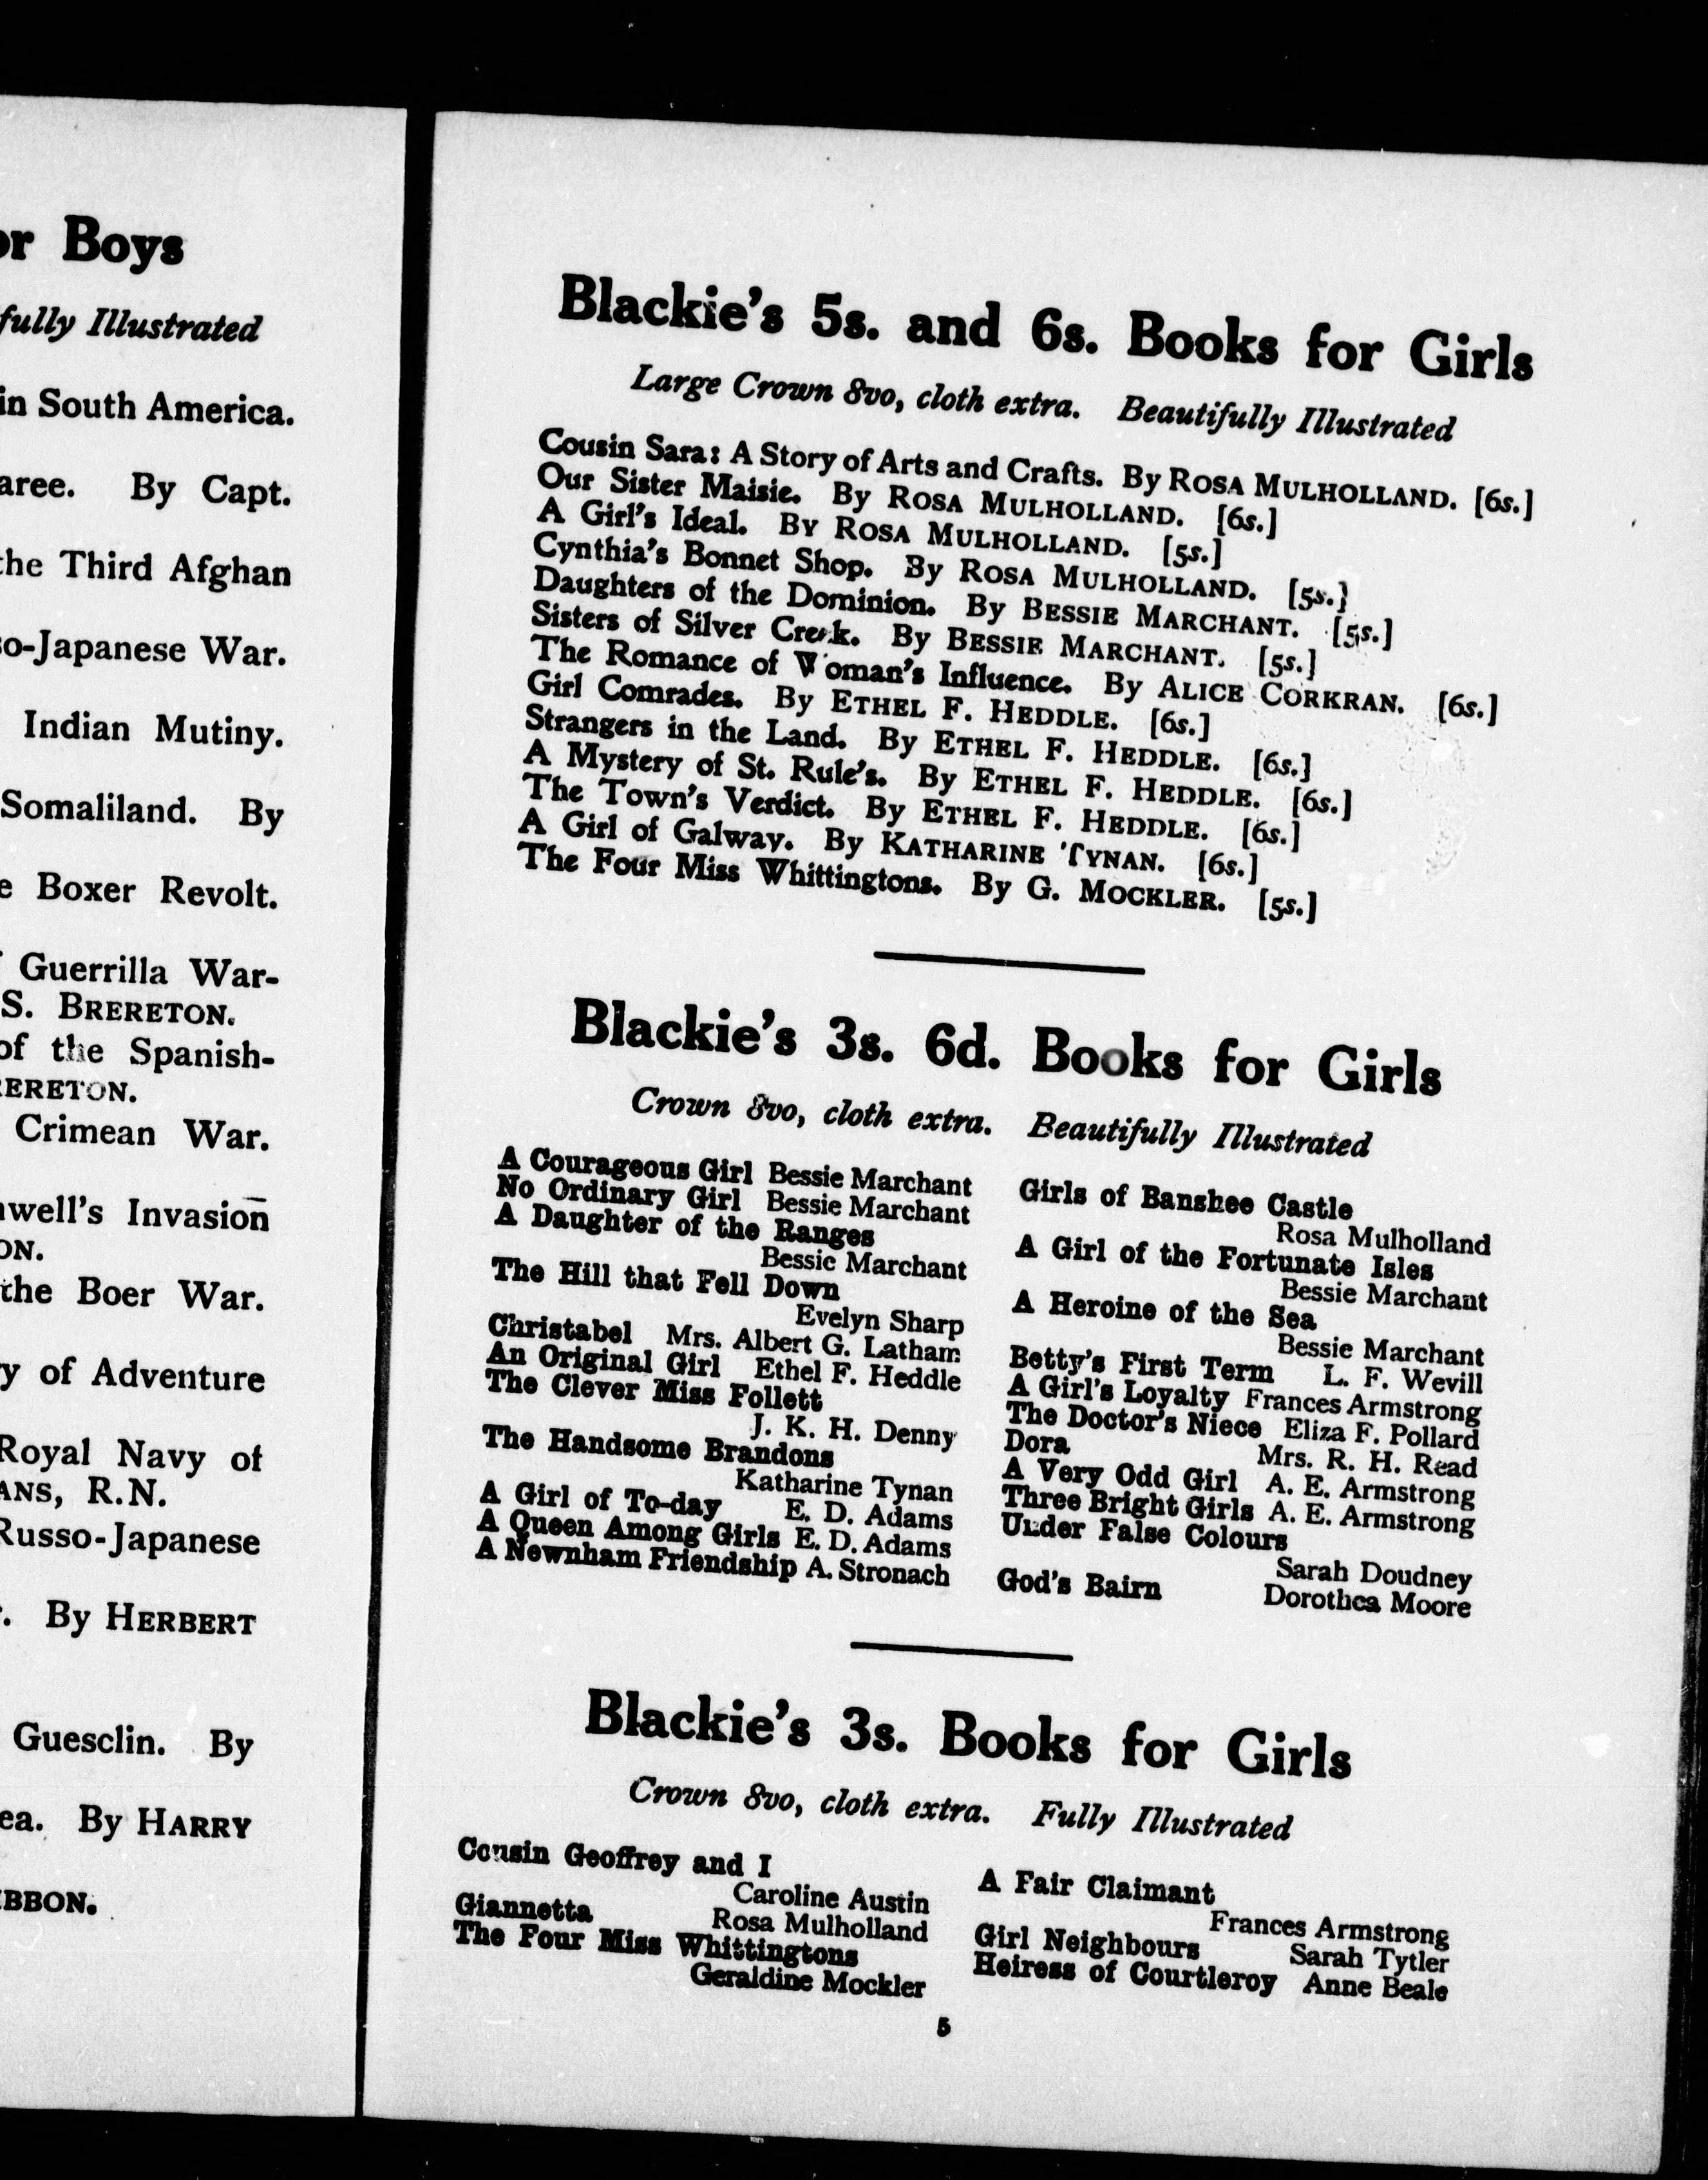 or Boys
fully Illustrated
in South America.
aree. By Capt.
the Third Afghan
so-Japanese War.
Indian Mutiny.
Somaliland. By
e Boxer Revolt.
Guerrilla War-
S. BRERETON.
of the Spanish-
RERETON.
Crimean War.
well's Invasion
ON.
the Boer War.
y of Adventure
Royal Navy of
ANS, R.N.
Russo-Japanese
. By HERBERT
Guesclin. By
ea. By HARRY
IBBON.
Blackie's 5s. and 6s. Books for Girls
Large Crown 8vo, cloth extra. Beautifully Illustrated
Cousin Sara: A Story of Arts and Crafts. By ROSA MULHOLLAND. [6s.]
Our Sister Maisie. By ROSA MULHOLLAND. [6s.]
A Girl's Ideal. By ROSA MULHOLLAND. [5s.]
Cynthia's Bonnet Shop. By ROSA MULHOLLAND. [5s.]
Daughters of the Dominion. By BESSIE MARCHANT. [5s.]
Sisters of Silver Creek. By BESSIE MARCHANT. [5s.]
The Romance of Woman's Influence. By ALICE CORKRAN. [6s.]
Girl Comrades. By ETHEL F. HEDDLE. [6s.]
Strangers in the Land. By ETHEL F. HEDDLE. [6s.]
A Mystery of St. Rule's. By ETHEL F. HEDDLE. [6s.]
The Town's Verdict. By ETHEL F. HEDDLE. [6s.]
A Girl of Galway. By KATHARINE TYNAN. [6s.]
The Four Miss Whittingtons. By G. MOCKLER. [5s.]
Blackie's 3s. 6d. Books for Girls
Crown 8vo, cloth extra. Beautifully Illustrated
A Courageous Girl Bessie Marchant
No Ordinary Girl Bessie Marchant
A Daughter of the Ranges
Bessie Marchant
The Hill that Fell Down
Evelyn Sharp
Christabel Mrs. Albert G. Latham
An Original Girl Ethel F. Heddle
The Clever Miss Follett
J. K. H. Denny
The Handsome Brandons
Katharine Tynan
A Girl of To-day E. D. Adams
A Queen Among Girls E. D. Adams
A Newnham Friendship A. Stronach
Girls of Banshee Castle
Rosa Mulholland
A Girl of the Fortunate Isles
Bessie Marchant
A Heroine of the Sea
Bessie Marchant
Betty's First Term L. F. Wevill
A Girl's Loyalty Frances Armstrong
The Doctor's Niece Eliza F. Pollard
Dora Mrs. R. H. Read
A Very Odd Girl A. E. Armstrong
Three Bright Girls A. E. Armstrong
Under False Colours
Sarah Doudney
God's Bairn Dorothea Moore
Blackie's 3s. Books for Girls
Crown 8vo, cloth extra. Fully Illustrated
Cousin Geoffrey and I
Caroline Austin
Giannetta Rosa Mulholland
The Four Miss Whittingtons
Geraldine Mockler
A Fair Claimant
Frances Armstrong
Girl Neighbours Sarah Tytler
Heiress of Courtleroy Anne Beale
5